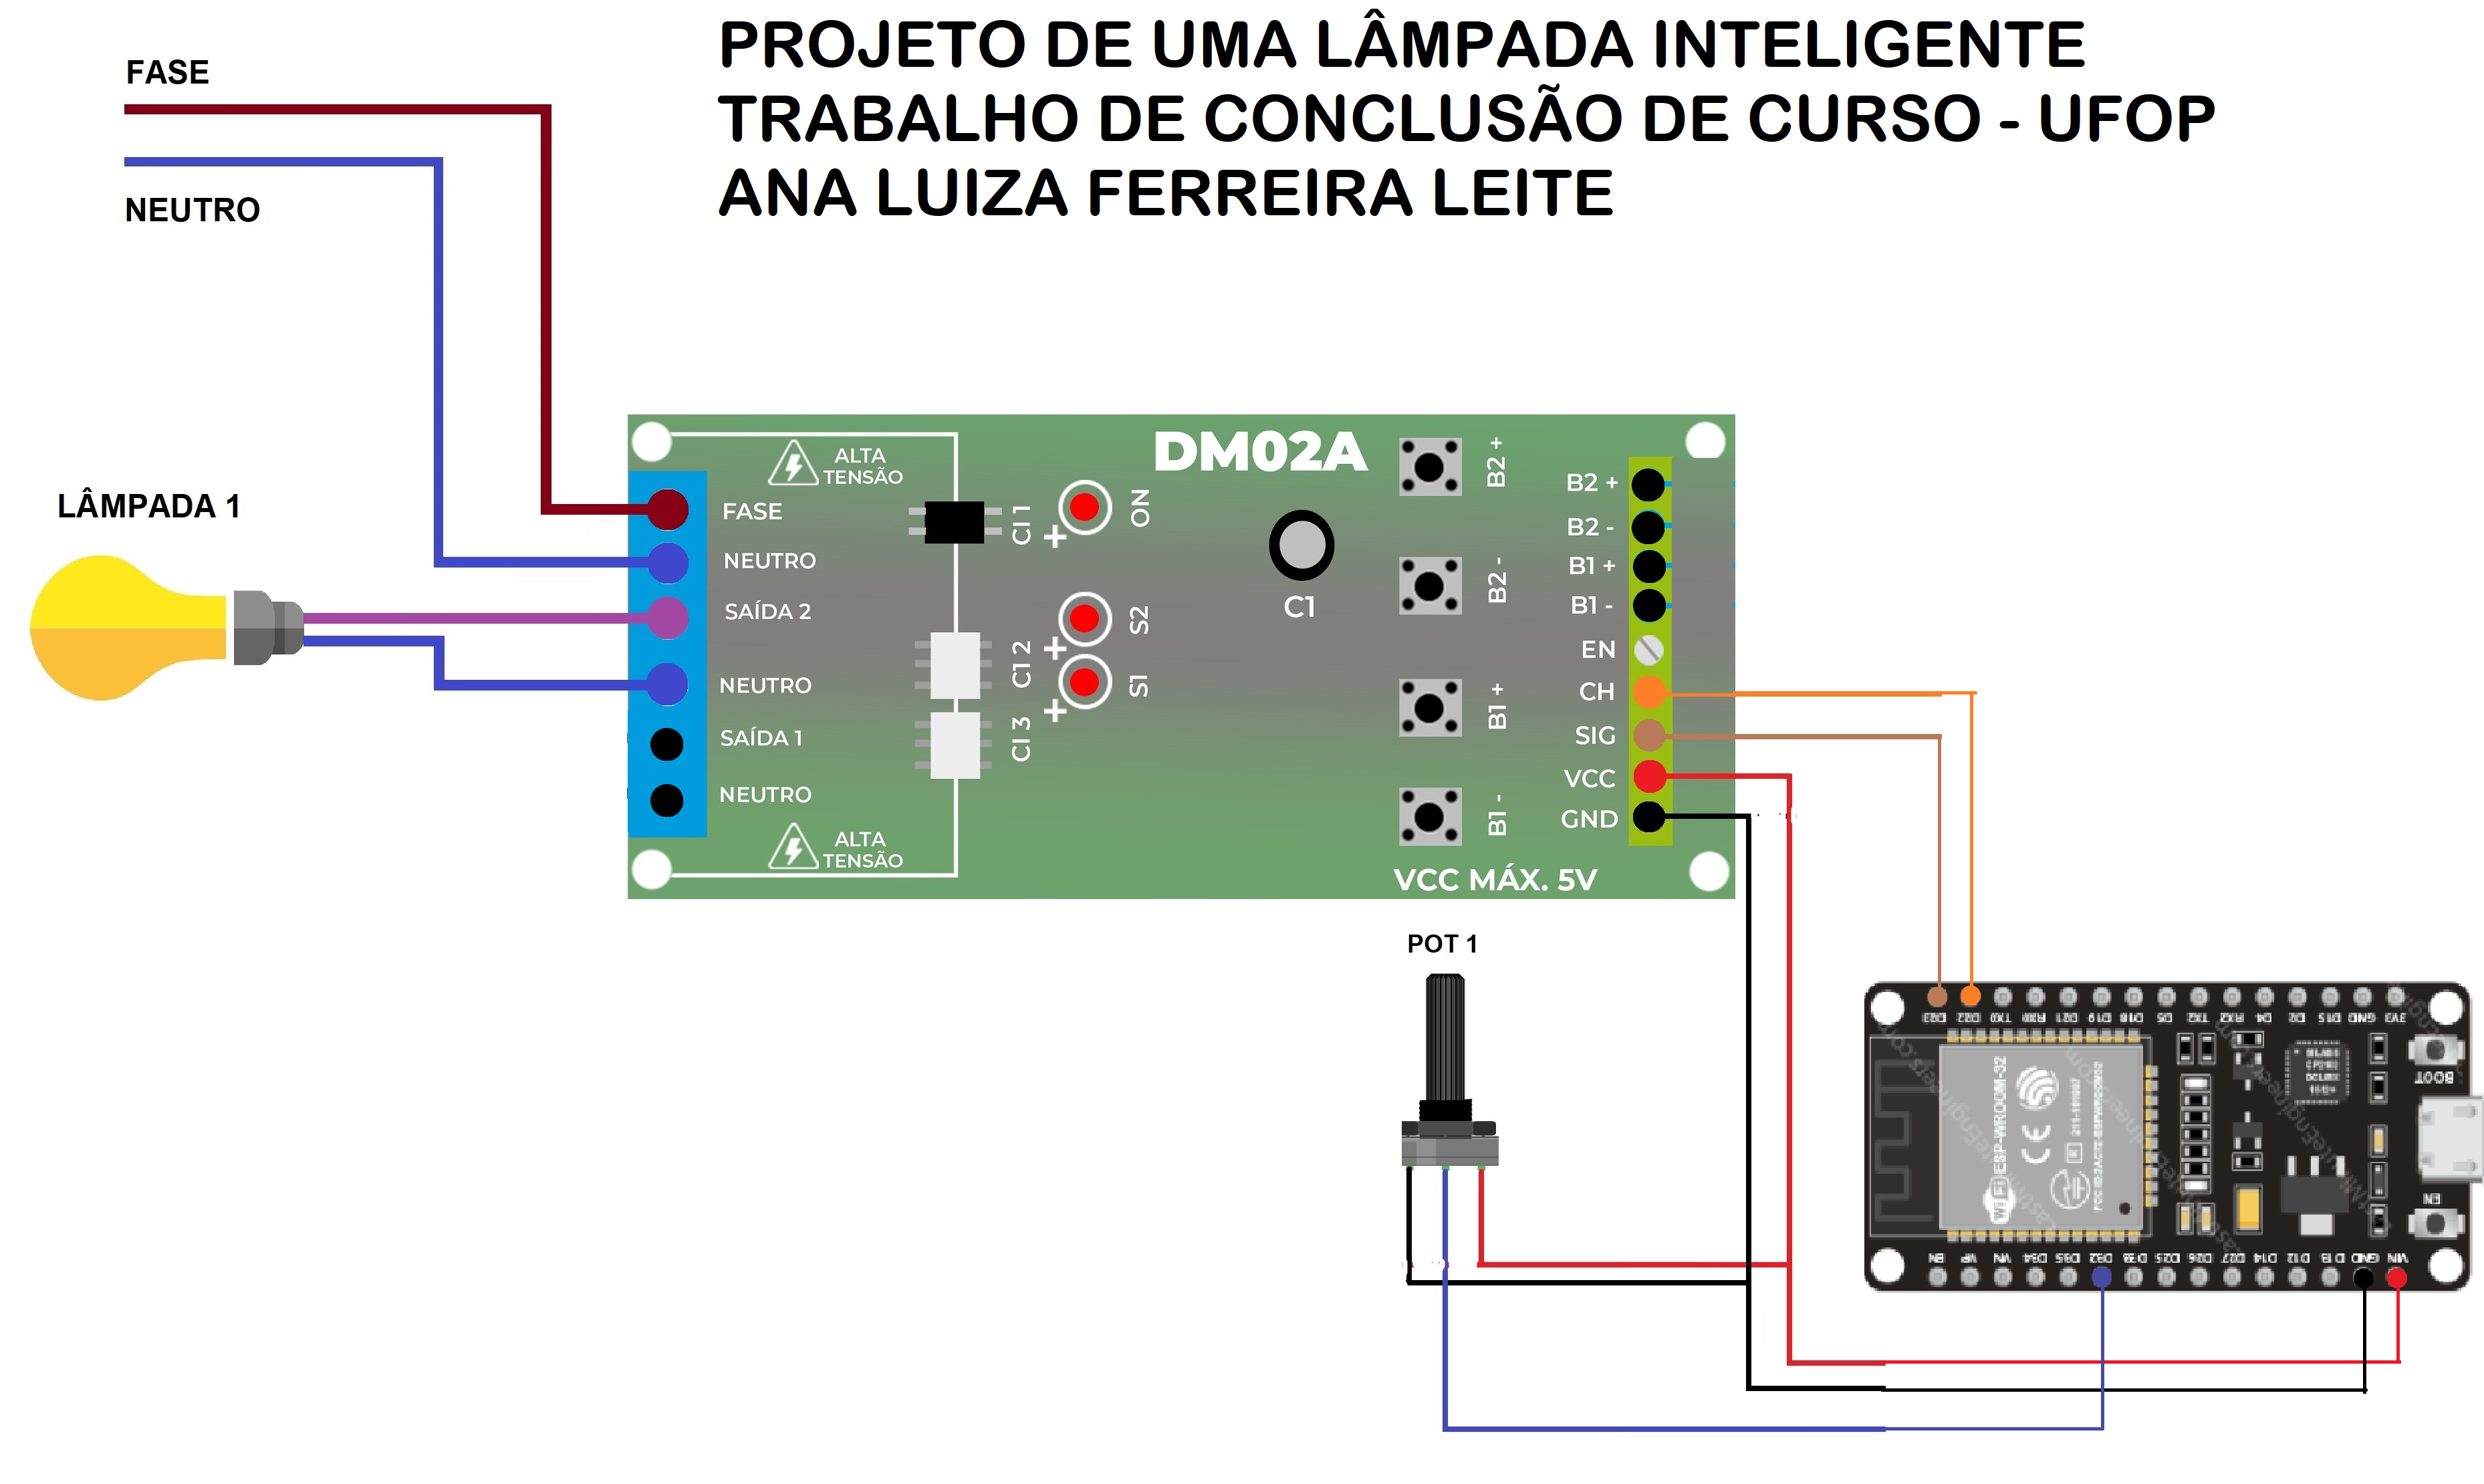 PROJETO DE UMA LÂMPADA INTELIGENTE
TRABALHO DE CONCLUSÃO DE CURSO - UFOP
ANA LUIZA FERREIRA LEITE
FASE
NEUTRO
LÂMPADA 1
ALTA
TENSÃO
FASE
NEUTRO
SAÍDA 2
NEUTRO
SAÍDA 1
NEUTRO
ALTA
TENSÃO
CI 1
CI 2
CI 3
ON
S2
S1
+
+
+
DM02A
C1
B2 +
B2 -
B1 +
B1 -
B2 +
B2 -
B1 +
B1 -
EN
CH
SIG
VCC
GND
VCC MÁX. 5V
POT 1
D23 D22 TX0 RX0 D21 D19 D18 D5 TX2 RX2 D4 D2 D15 GND 3V3
BOOT
WiFi ESP-WROOM-32
CE
EN
EN VP VN D34 D35 D32 D33 D25 D26 D27 D14 D12 D13 GND VIN